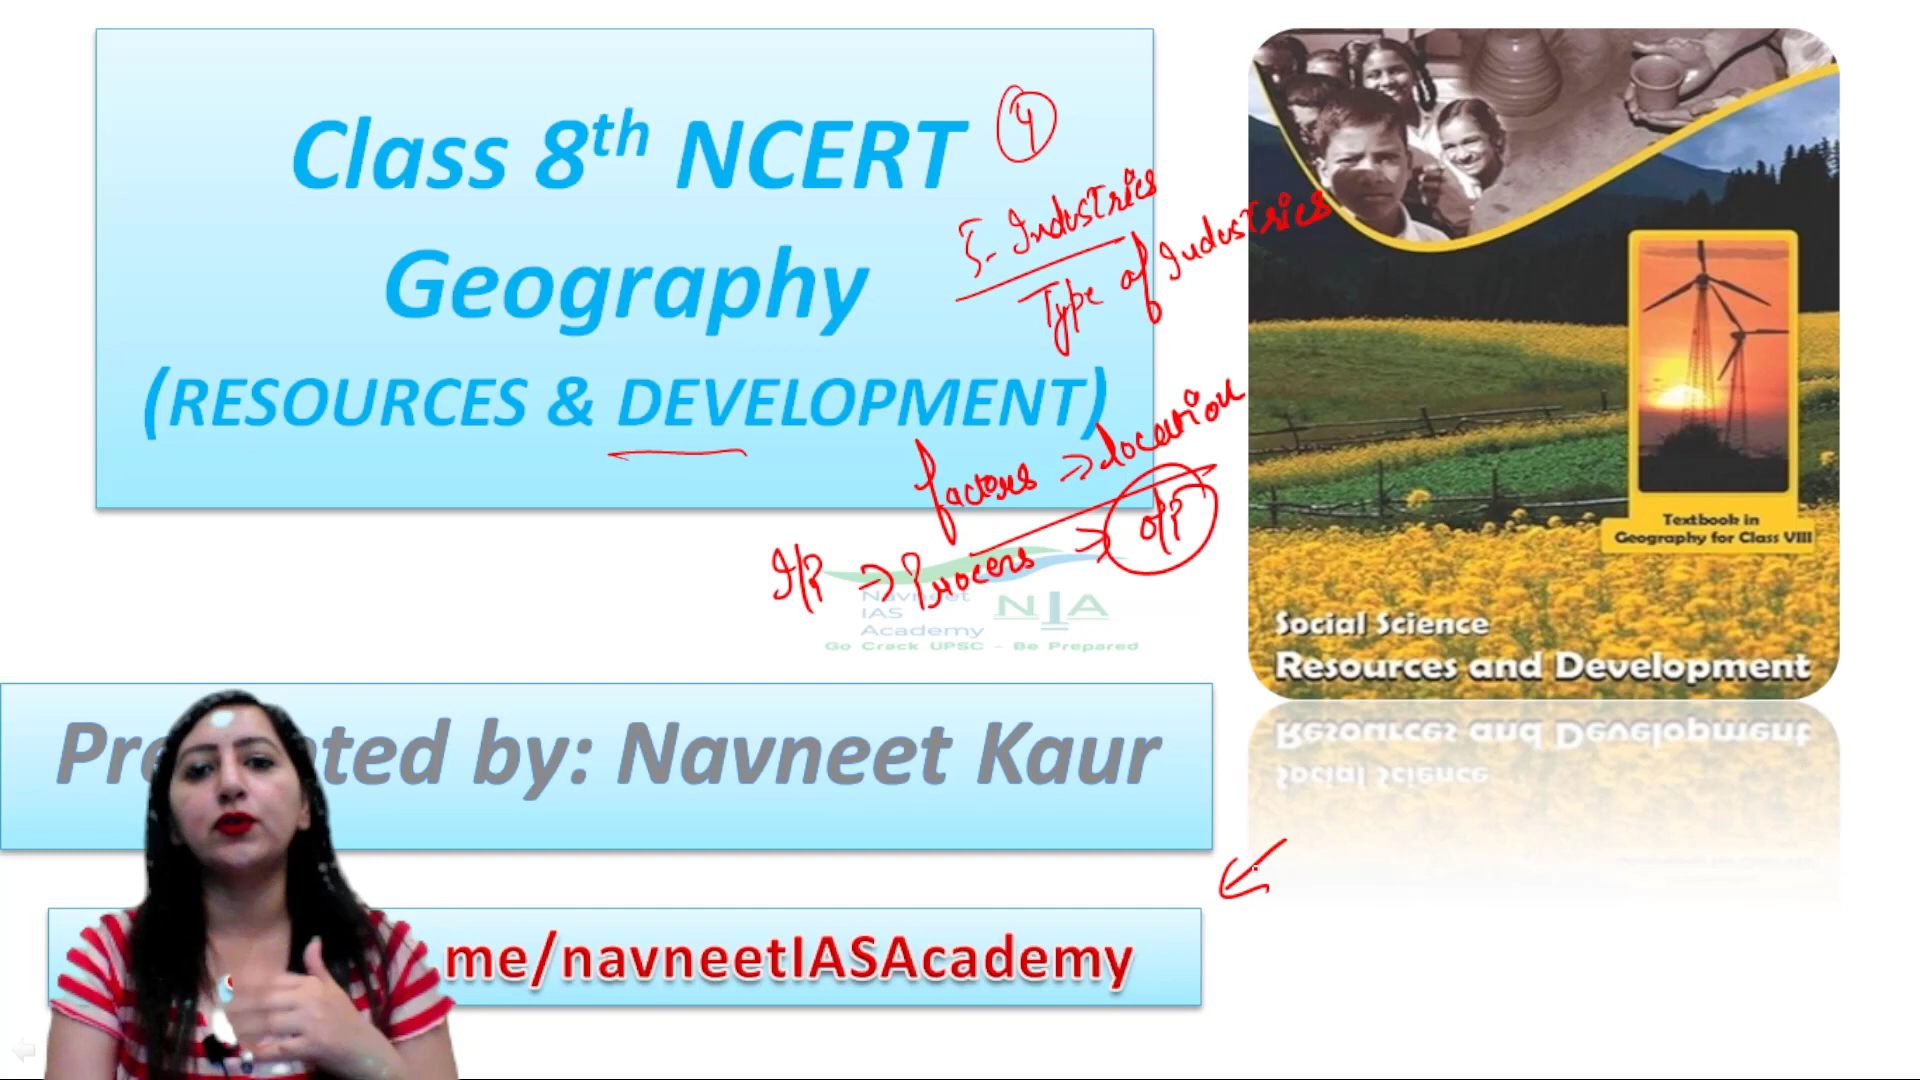 Class 8th NCERT
Geography
(RESOURCES & DEVELOPMENT)
4
5- Industries
Type of Industries
factors → location
I/P → Process → O/P
Navneet
IAS
Academy
NIA
Go Crack UPSC - Be Prepared
by: Navneet Kaur
me/navneetIASAcademy
Textbook in
Geography for Class VIII
Social Science
Resources and Development